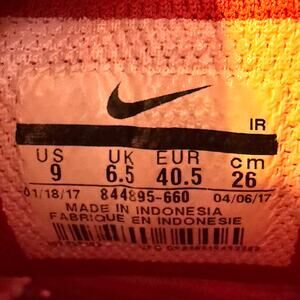 IR
US UK EUR cm
9 6.5 40.5 26
01/18/17 844895-660 04/06/17
MADE IN INDONESIA
FABRIQUE EN INDONESIE